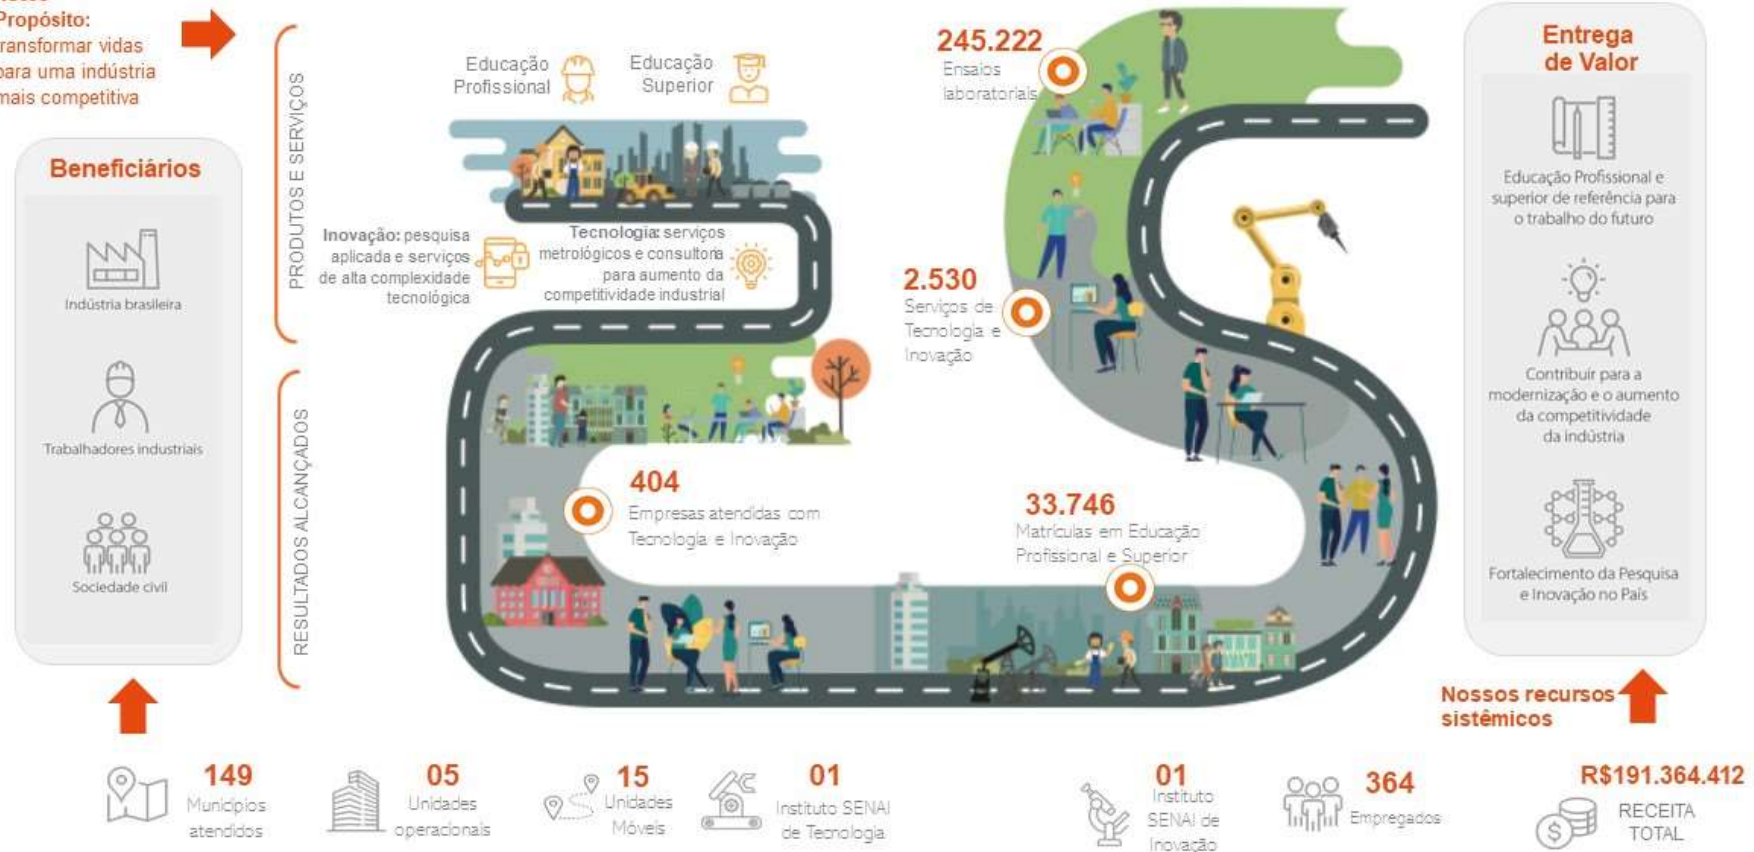 Propósito:
transformar vidas
para uma indústria
mais competitiva
Beneficiários
Indústria brasileira
Trabalhadores industriais
Sociedade civil
PRODUTOS E SERVIÇOS
Educação
Profissional
Educação
Superior
Inovação: pesquisa
aplicada e serviços
de alta complexidade
tecnológica
Tecnologia: serviços
metrológicos e consultoria
para aumento da
competitividade industrial
RESULTADOS ALCANÇADOS
404
Empresas atendidas com
Tecnologia e Inovação
245.222
Ensaios
laboratoriais
2.530
Serviços de
Tecnologia e
Inovação
33.746
Matrículas em Educação
Profissional e Superior
Entrega
de Valor
Educação Profissional e
superior de referência para
o trabalho do futuro
Contribuir para a
modernização e o aumento
da competitividade
da indústria
Fortalecimento da Pesquisa
e Inovação no País
Nossos recursos
sistêmicos
149
Municípios
atendidos
05
Unidades
operacionais
15
Unidades
Móveis
01
Instituto SENAI
de Tecnologia
01
Instituto
SENAI de
Inovação
364
Empregados
R$191.364.412
RECEITA
TOTAL